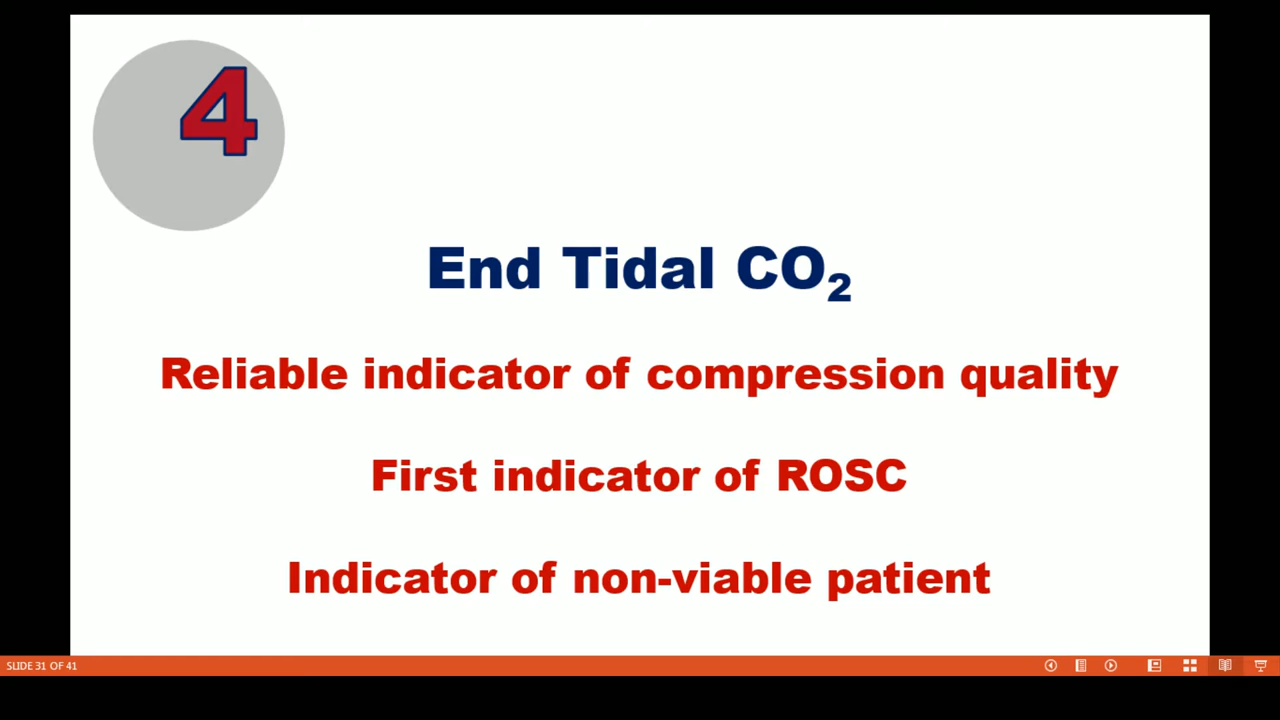 4
End Tidal CO₂
Reliable indicator of compression quality
First indicator of ROSC
Indicator of non-viable patient
SLIDE 31 OF 41